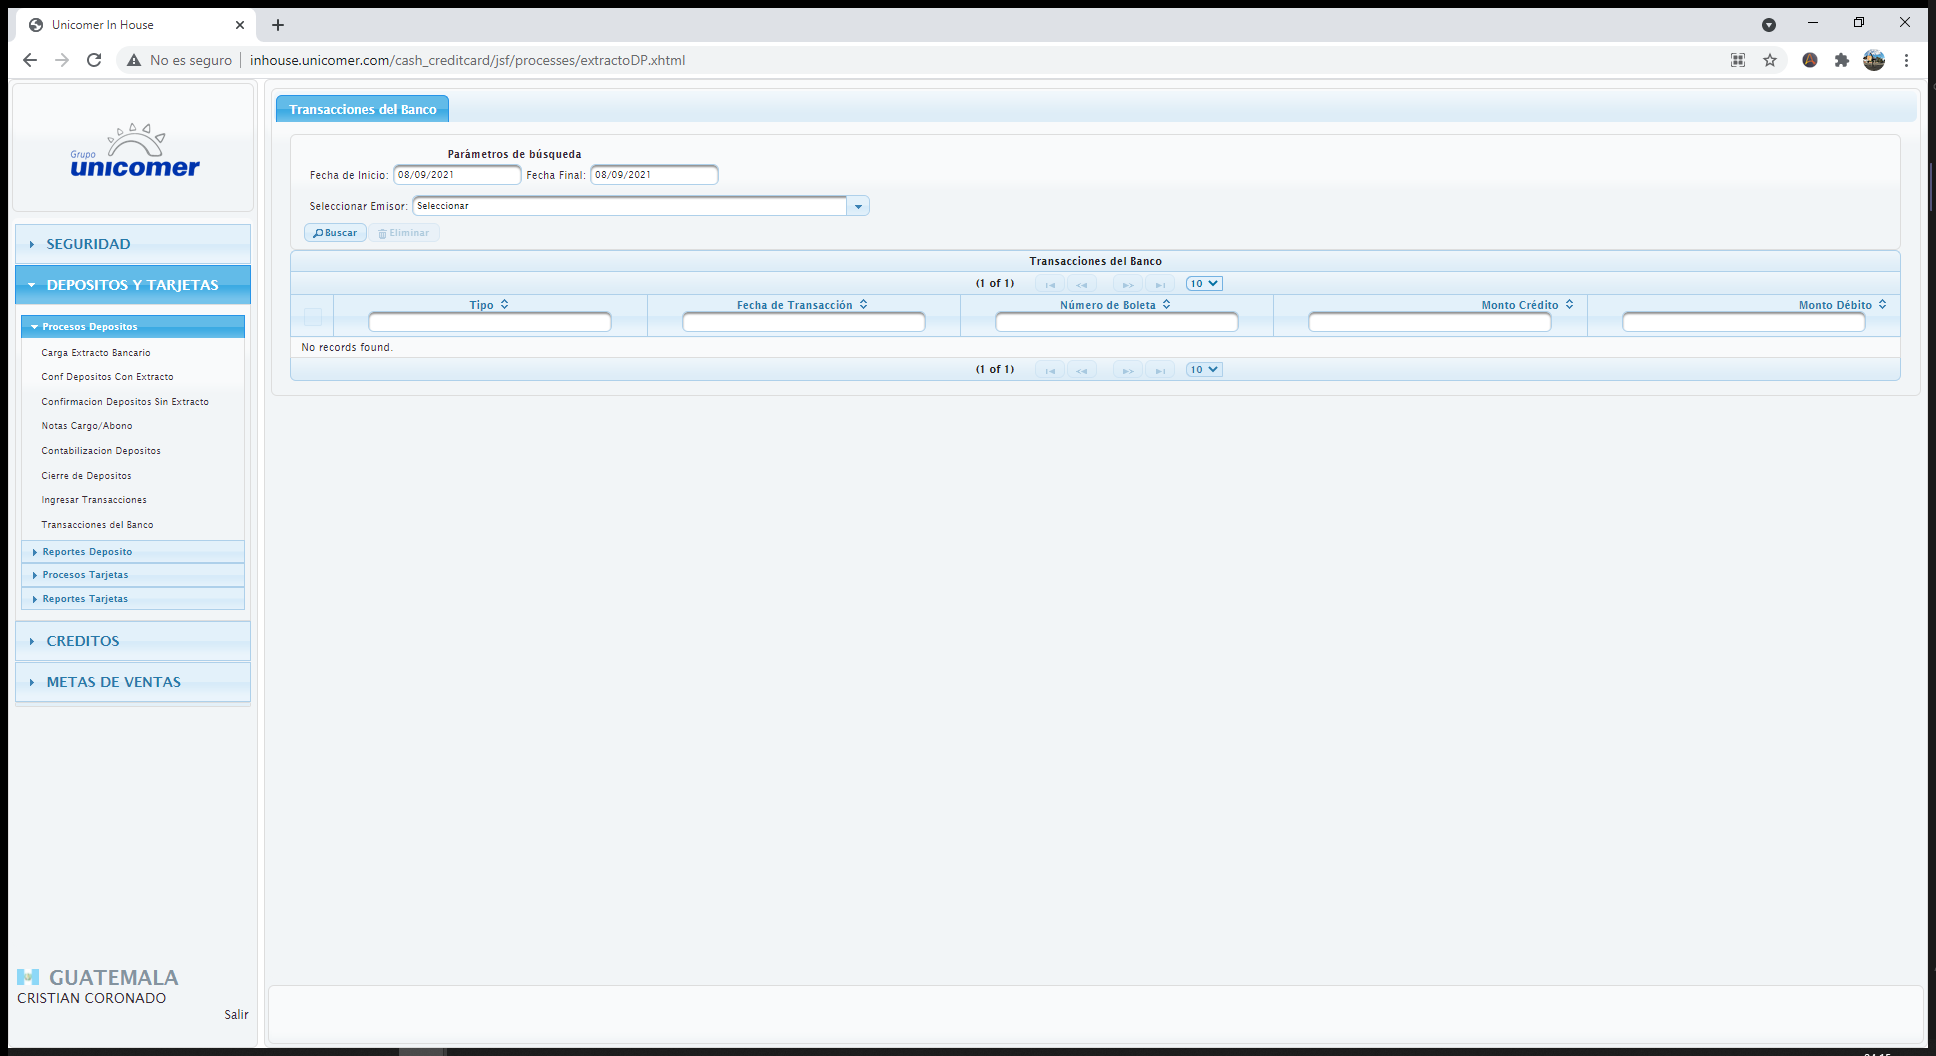 Unicomer In House
No es seguro
inhouse.unicomer.com/cash_creditcard/jsf/processes/extractoDP.xhtml
Grupo
unicomer
SEGURIDAD
DEPOSITOS Y TARJETAS
Procesos Depositos
Carga Extracto Bancario
Conf Depositos Con Extracto
Confirmacion Depositos Sin Extracto
Notas Cargo/Abono
Contabilizacion Depositos
Cierre de Depositos
Ingresar Transacciones
Transacciones del Banco
Reportes Deposito
Procesos Tarjetas
Reportes Tarjetas
CREDITOS
METAS DE VENTAS
GUATEMALA
CRISTIAN CORONADO
Salir
Transacciones del Banco
Parámetros de búsqueda
Fecha de Inicio: 08/09/2021 Fecha Final: 08/09/2021
Seleccionar Emisor: Seleccionar
Buscar Eliminar
Transacciones del Banco
(1 of 1) 10
Tipo Fecha de Transacción Número de Boleta Monto Crédito Monto Débito
No records found.
(1 of 1) 10